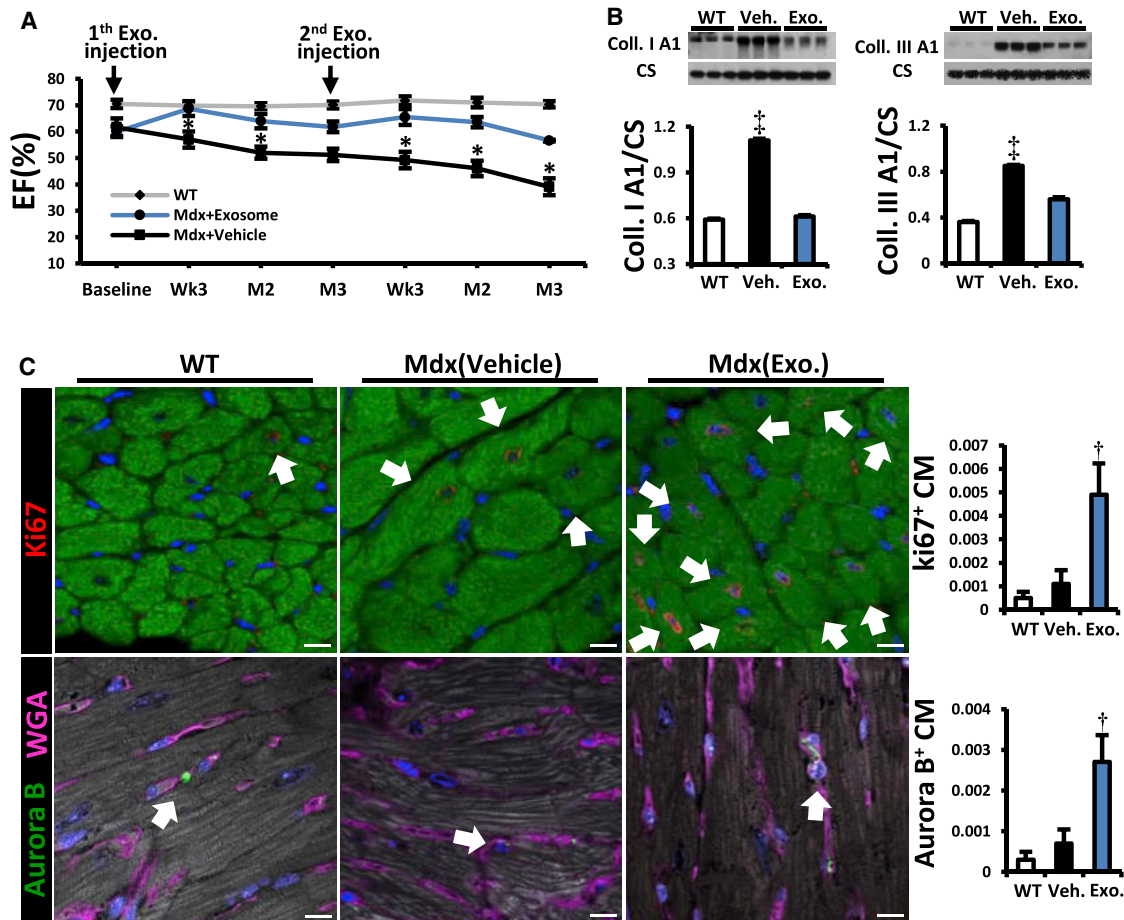 A
1th Exo. injection
2nd Exo. injection
EF(%)
80
70
60
50
40
30
20
10
* * * * *
WT
Mdx+Exosome
Mdx+Vehicle
Baseline Wk3 M2 M3 Wk3 M2 M3
B
WT Veh. Exo.
Coll. I A1
CS
Coll. I A1/CS
1.2
0.9
0.6
0.3
‡
WT Veh. Exo.
WT Veh. Exo.
Coll. III A1
CS
Coll. III A1/CS
1.2
0.8
0.4
0
‡
WT Veh. Exo.
C
WT Mdx(Vehicle) Mdx(Exo.)
Ki67
ki67+ CM
0.007
0.006
0.005
0.004
0.003
0.002
0.001
0
†
WT Veh. Exo.
Aurora B WGA
Aurora B+ CM
0.004
0.003
0.002
0.001
0
†
WT Veh. Exo.